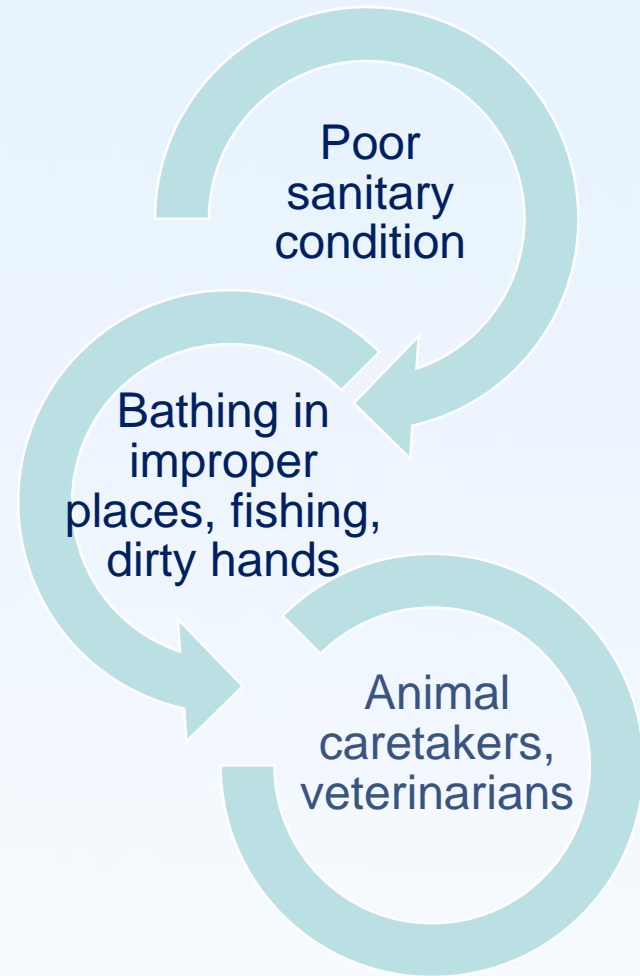 Poor
sanitary
condition
Bathing in
improper
places, fishing,
dirty hands
Animal
caretakers,
veterinarians